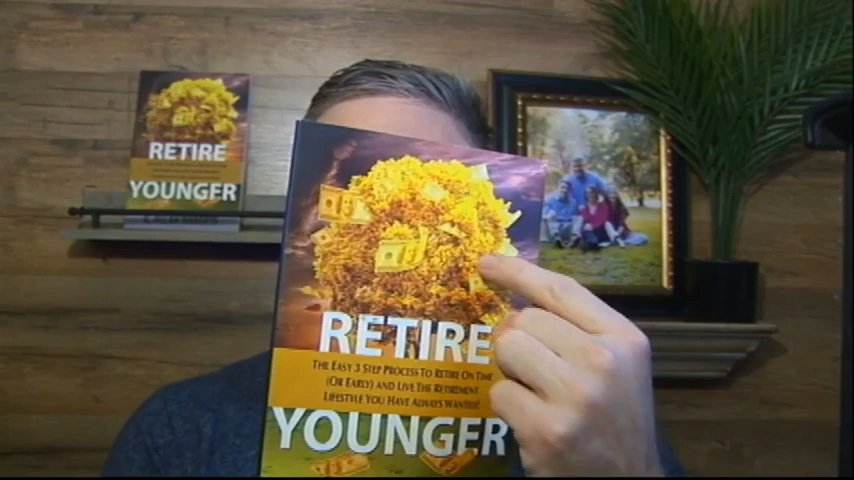 RETIRE
YOUNGER
RETIRE
THE EASY 3 STEP PROCESS TO RETIRE ON TIME
(OR EARLY) AND LIVE THE RETIREMENT
LIFESTYLE YOU HAVE ALWAYS WANTED!
YOUNGER